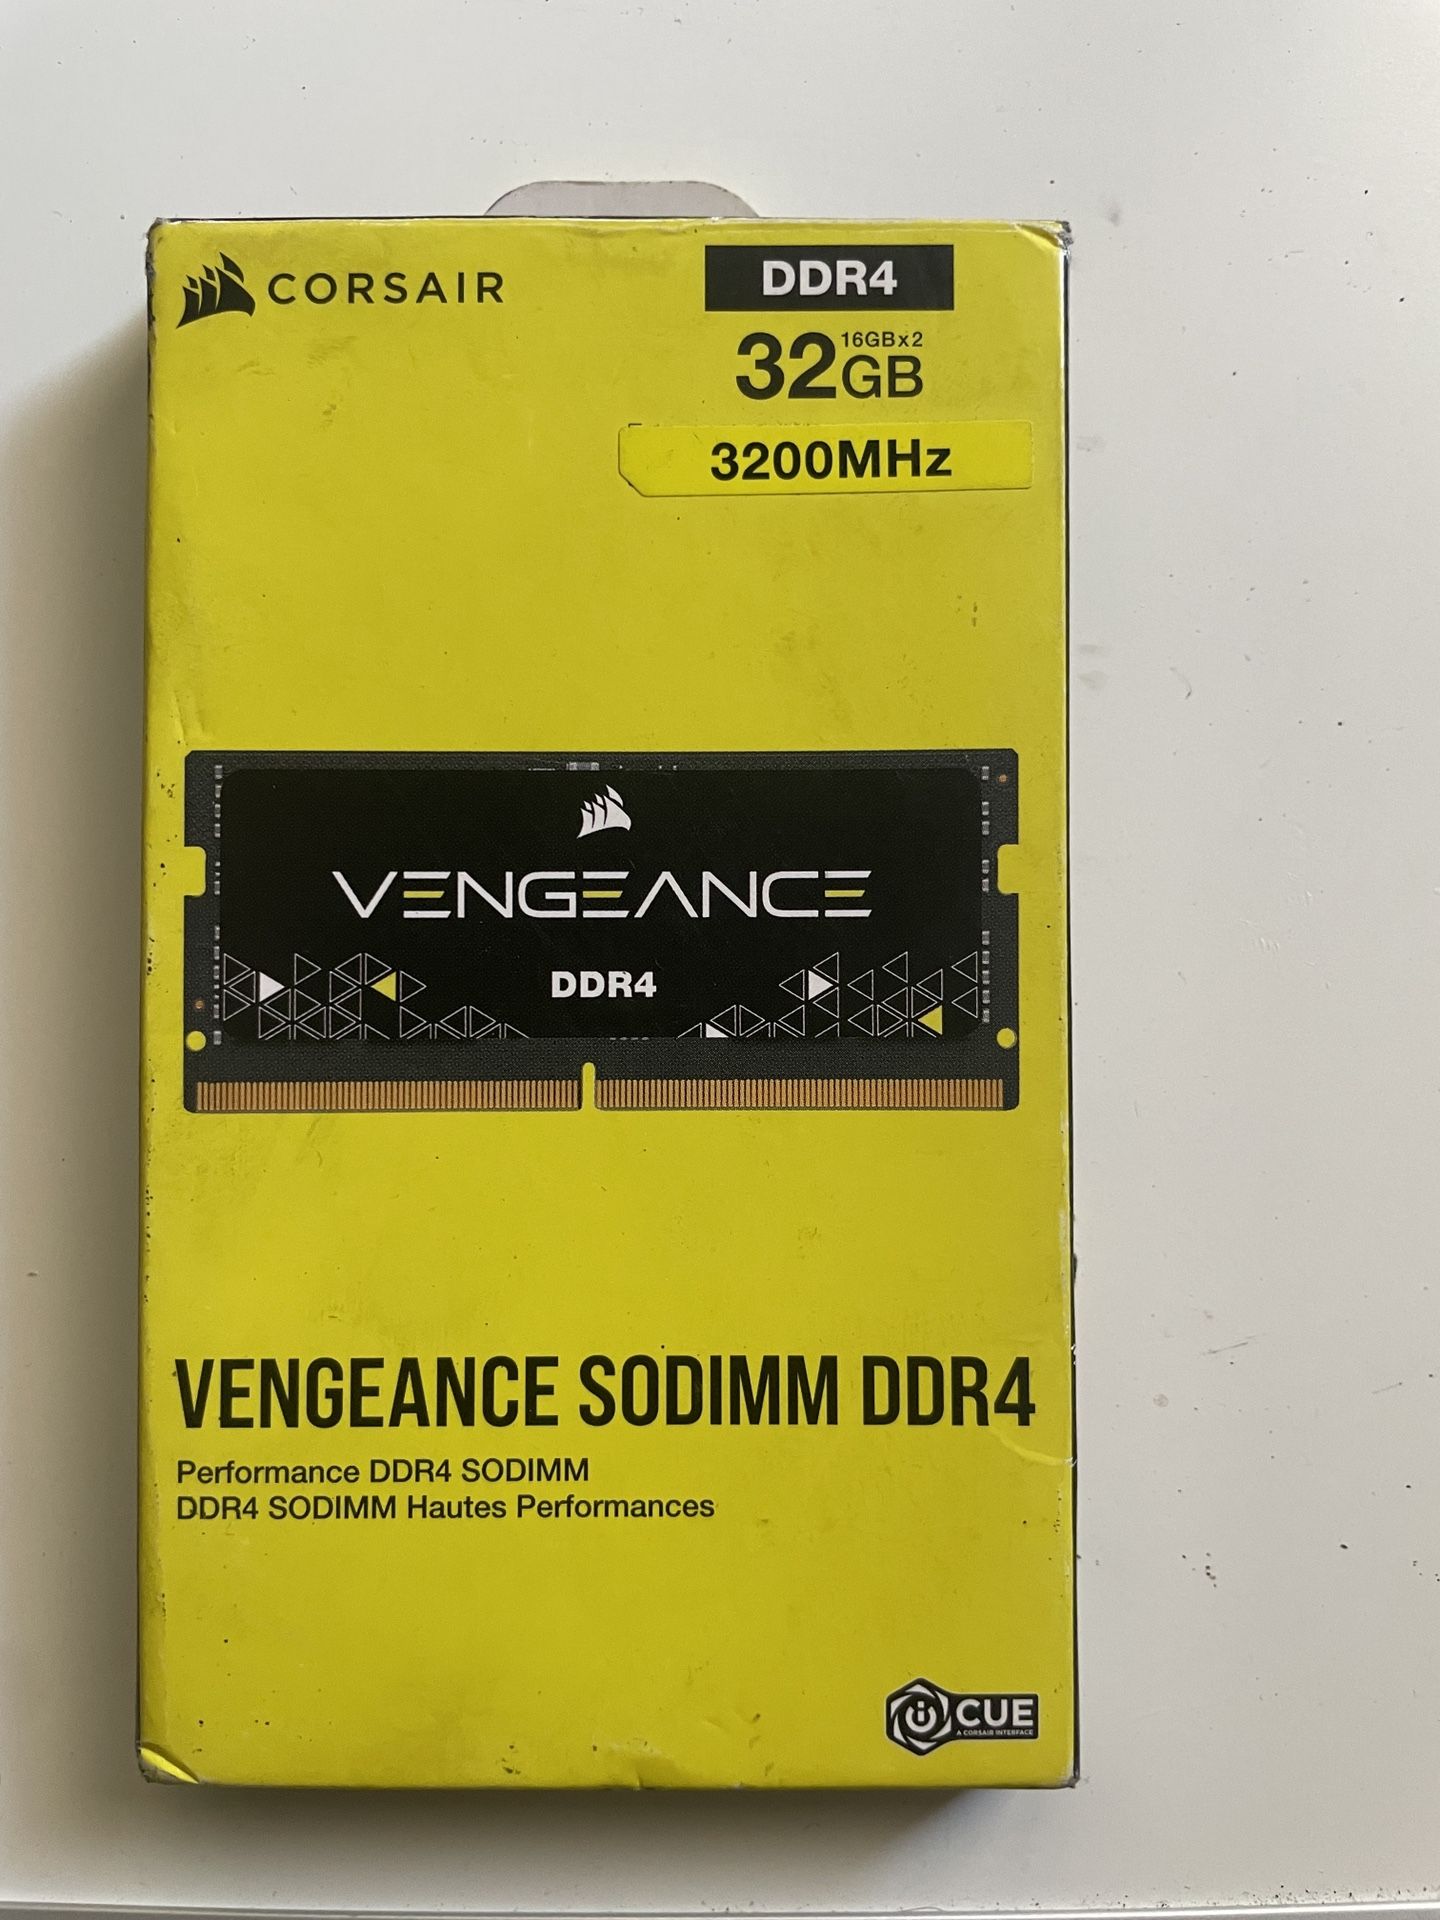 CORSAIR
DDR4
16GBx2
32GB
3200MHz
VENGEANCE
DDR4
VENGEANCE SODIMM DDR4
Performance DDR4 SODIMM
DDR4 SODIMM Hautes Performances
iCUE
A CORSAIR INTERFACE